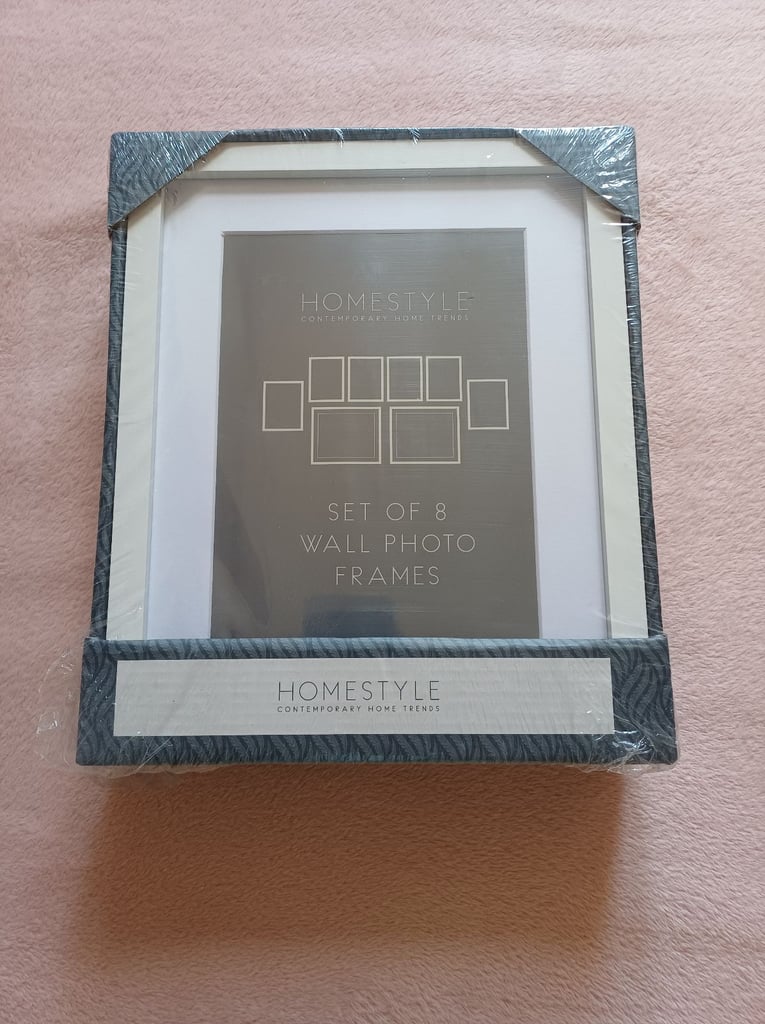 HOMESTYLE
CONTEMPORARY HOME TRENDS
SET OF 8
WALL PHOTO
FRAMES
HOMESTYLE
CONTEMPORARY HOME TRENDS